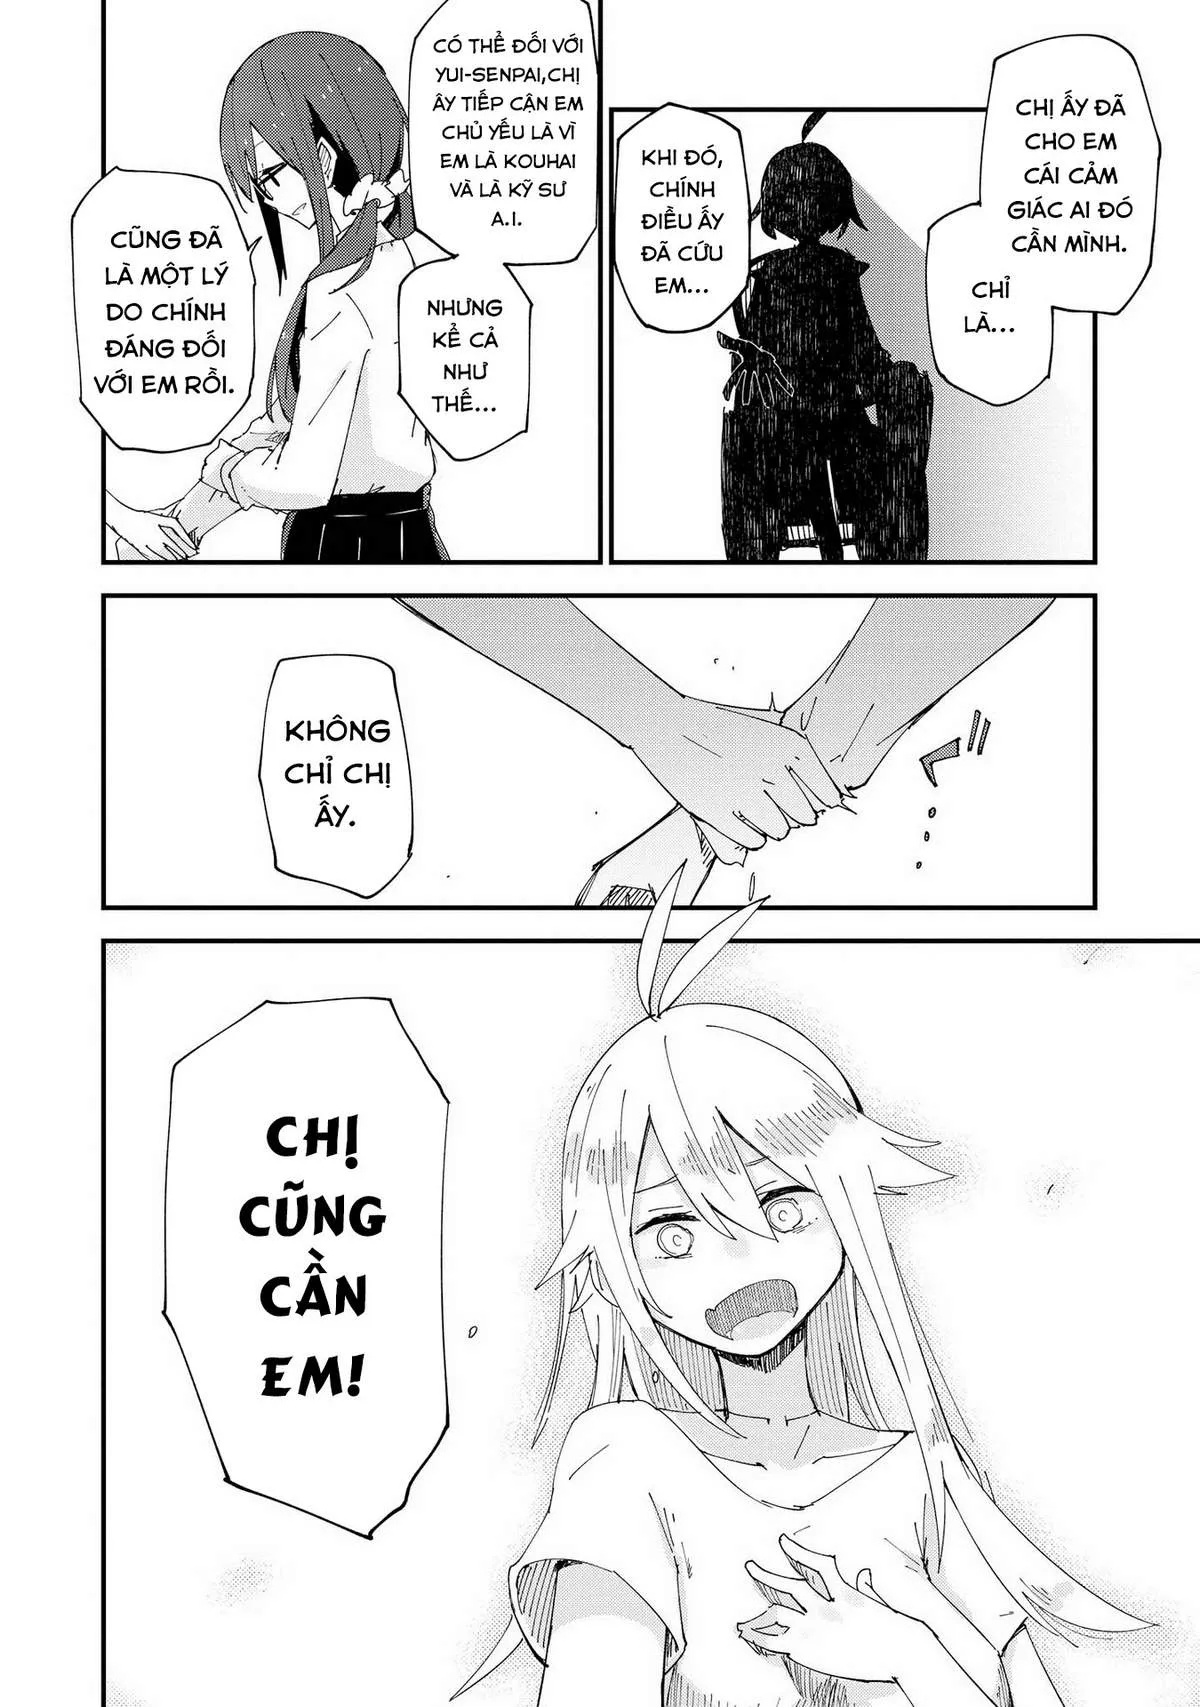 CHỊ ẤY ĐÃ
CHO EM
CÁI CẢM
GIÁC AI ĐÓ
CẦN MÌNH.
CHỈ
LÀ...
KHI ĐÓ,
CHÍNH
ĐIỀU ẤY
ĐÃ CỨU
EM...
CÓ THỂ ĐỐI VỚI
YUI-SENPAI,CHỊ
ÂY TIẾP CẬN EM
CHỦ YẾU LÀ VÌ
EM LÀ KOUHAI
VÀ LÀ KỸ SƯ
A.I.
NHƯNG
KỂ CẢ
NHƯ
THẾ...
CŨNG ĐÃ
LÀ MỘT LÝ
DO CHÍNH
ĐÁNG ĐỐI
VỚI EM RỒI.
KHÔNG
CHỈ CHỊ
ẤY.
CHỊ
CŨNG
CẦN
EM!